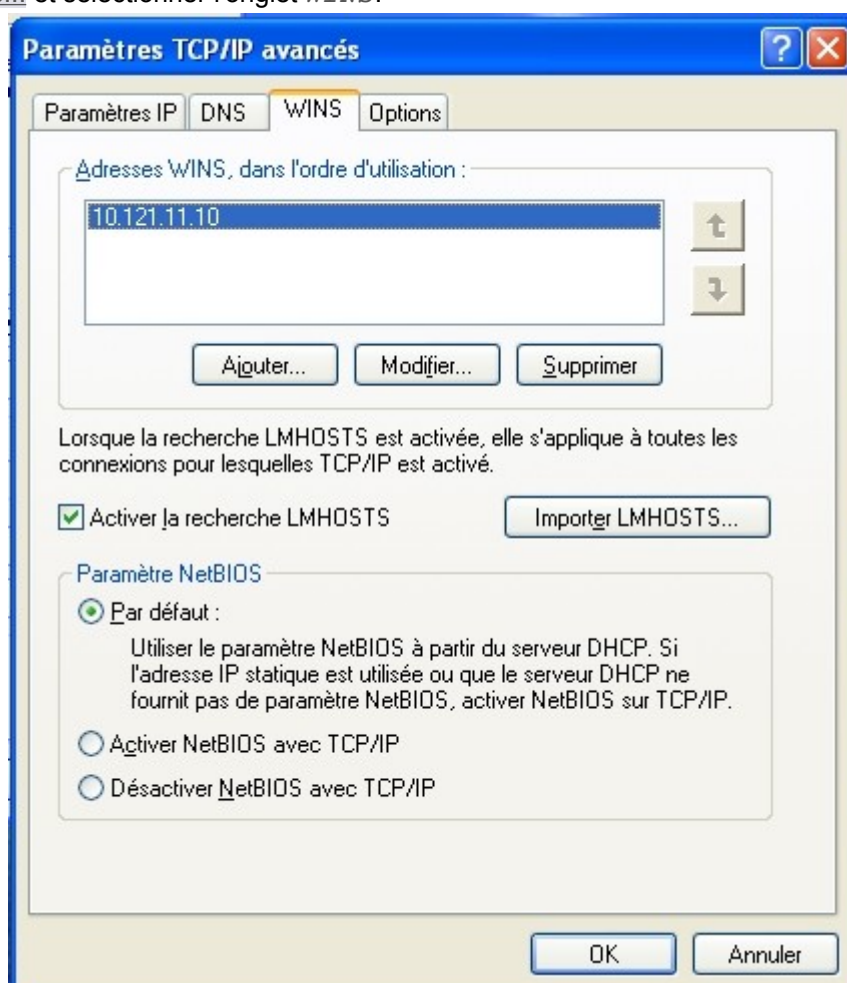 et sélectionner l'onglet WINS.
Paramètres TCP/IP avancés
Paramètres IP DNS WINS Options
Adresses WINS, dans l'ordre d'utilisation :
10.121.11.10
Ajouter... Modifier... Supprimer
Lorsque la recherche LMHOSTS est activée, elle s'applique à toutes les
connexions pour lesquelles TCP/IP est activé.
Activer la recherche LMHOSTS Importer LMHOSTS...
Paramètre NetBIOS
Par défaut :
Utiliser le paramètre NetBIOS à partir du serveur DHCP. Si
l'adresse IP statique est utilisée ou que le serveur DHCP ne
fournit pas de paramètre NetBIOS, activer NetBIOS sur TCP/IP.
Activer NetBIOS avec TCP/IP
Désactiver NetBIOS avec TCP/IP
OK Annuler